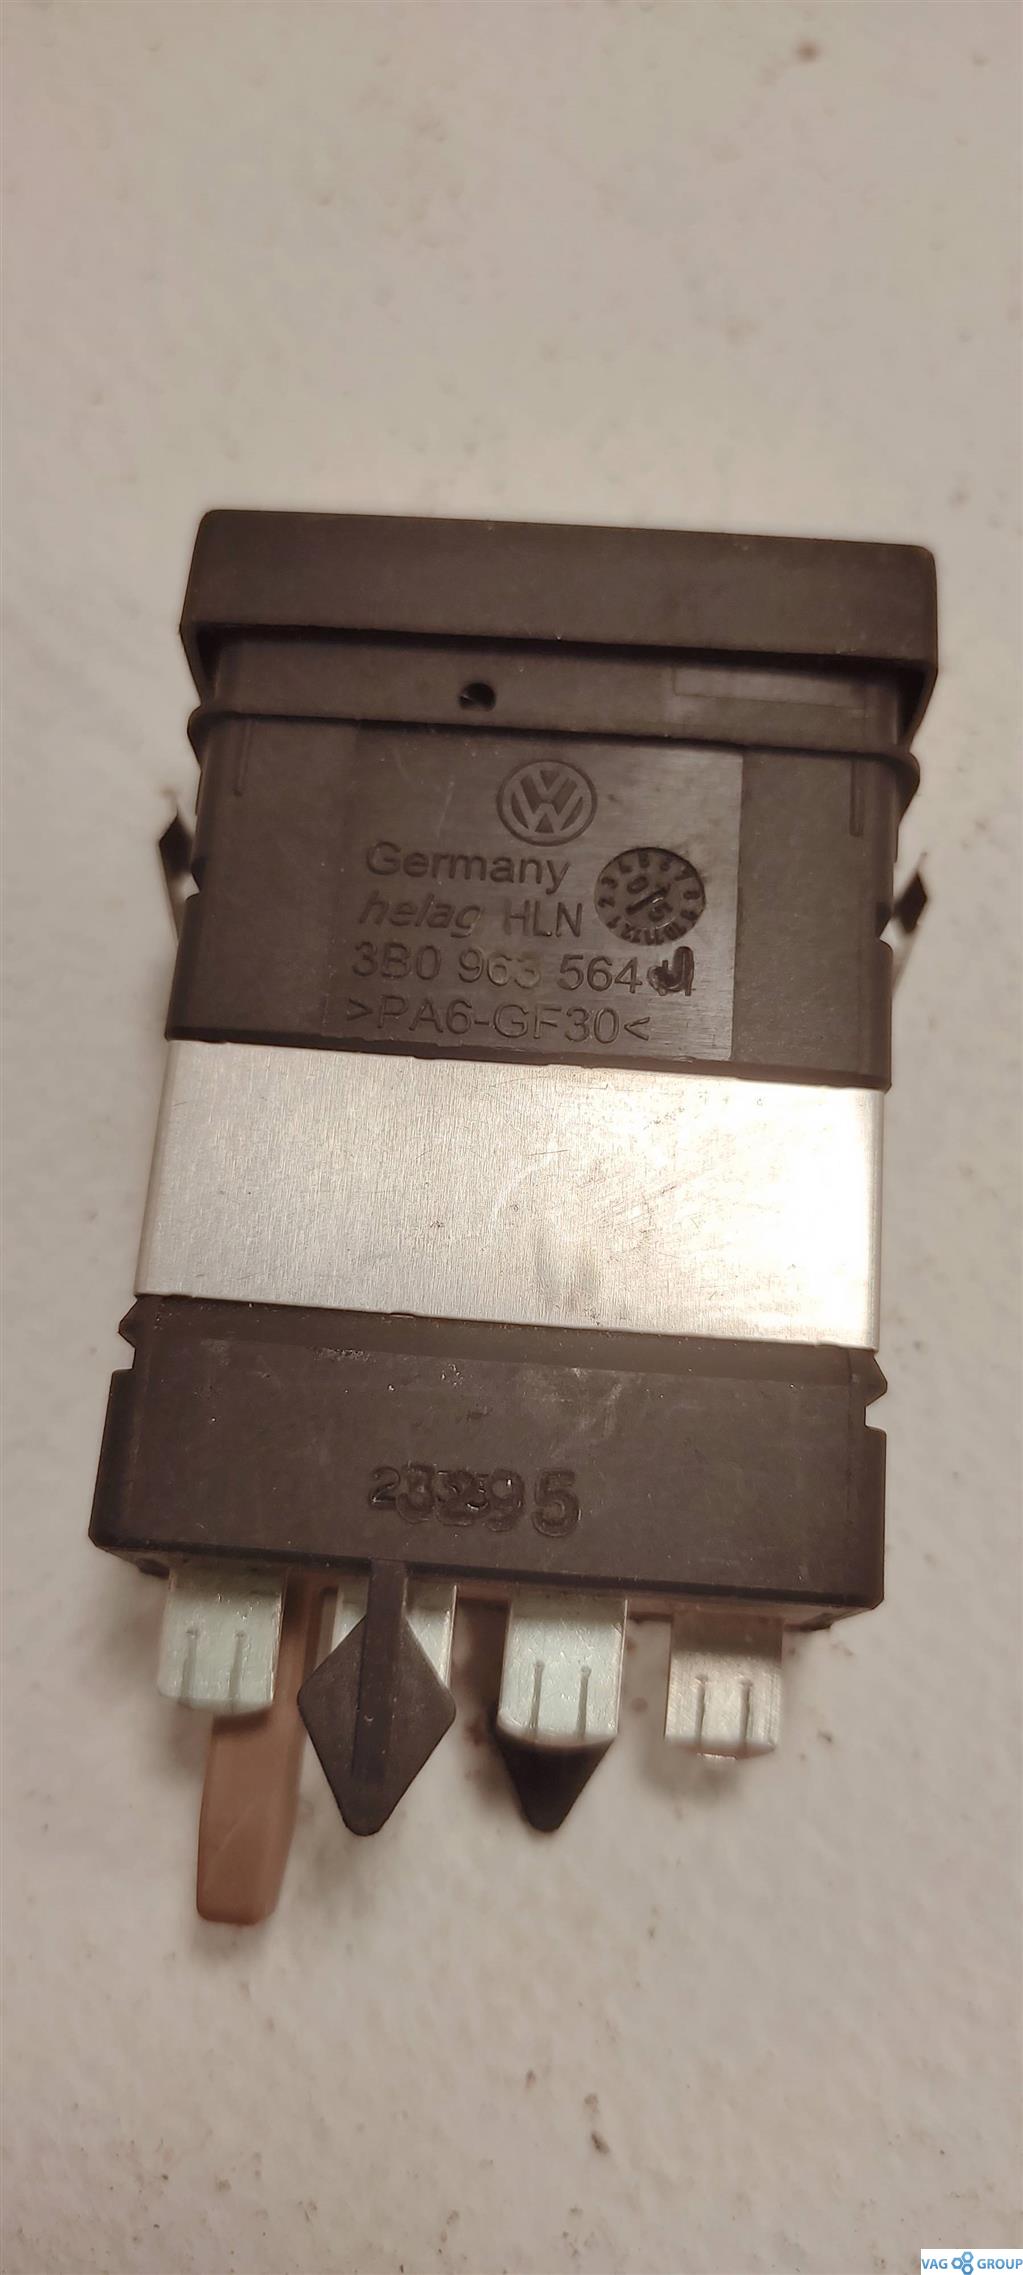 Germany
helag HLN
3B0 963 564
>PA6-GF30<
VAG GROUP